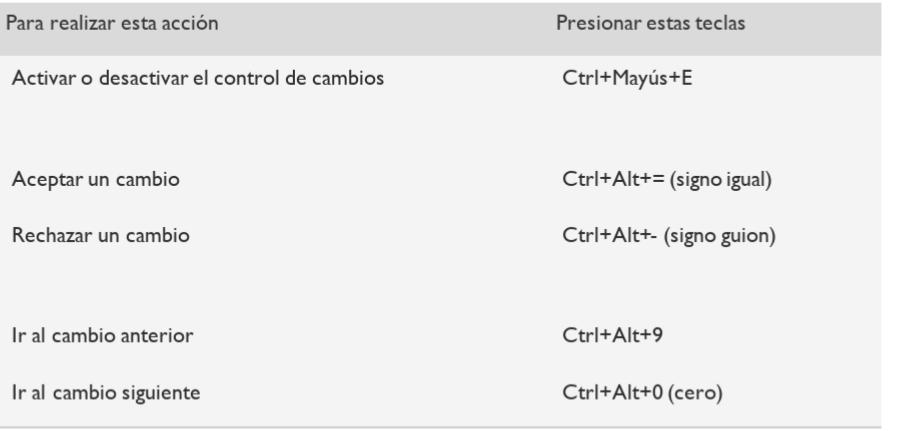 Para realizar esta acción Presionar estas teclas
Activar o desactivar el control de cambios Ctrl+Mayús+E
Aceptar un cambio Ctrl+Alt+= (signo igual)
Rechazar un cambio Ctrl+Alt+- (signo guion)
Ir al cambio anterior Ctrl+Alt+9
Ir al cambio siguiente Ctrl+Alt+0 (cero)